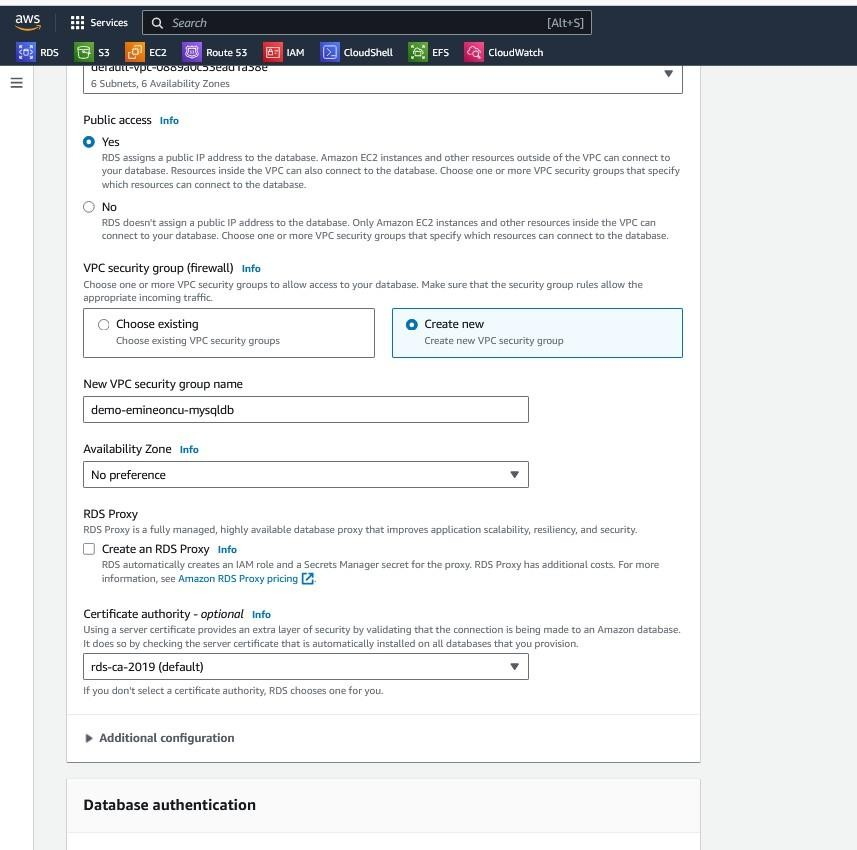 aws
Services
Search [Alt+S]
RDS S3 EC2 Route 53 IAM CloudShell EFS CloudWatch
default-vpc-0889a0c53ead1a38e
6 Subnets, 6 Availability Zones
Public access Info
Yes
RDS assigns a public IP address to the database. Amazon EC2 instances and other resources outside of the VPC can connect to
your database. Resources inside the VPC can also connect to the database. Choose one or more VPC security groups that specify
which resources can connect to the database.
No
RDS doesn't assign a public IP address to the database. Only Amazon EC2 instances and other resources inside the VPC can
connect to your database. Choose one or more VPC security groups that specify which resources can connect to the database.
VPC security group (firewall) Info
Choose one or more VPC security groups to allow access to your database. Make sure that the security group rules allow the
appropriate incoming traffic.
Choose existing
Choose existing VPC security groups
Create new
Create new VPC security group
New VPC security group name
demo-emineoncu-mysqldb
Availability Zone Info
No preference
RDS Proxy
RDS Proxy is a fully managed, highly available database proxy that improves application scalability, resiliency, and security.
Create an RDS Proxy Info
RDS automatically creates an IAM role and a Secrets Manager secret for the proxy. RDS Proxy has additional costs. For more
information, see Amazon RDS Proxy pricing.
Certificate authority - optional Info
Using a server certificate provides an extra layer of security by validating that the connection is being made to an Amazon database.
It does so by checking the server certificate that is automatically installed on all databases that you provision.
rds-ca-2019 (default)
If you don't select a certificate authority, RDS chooses one for you.
Additional configuration
Database authentication